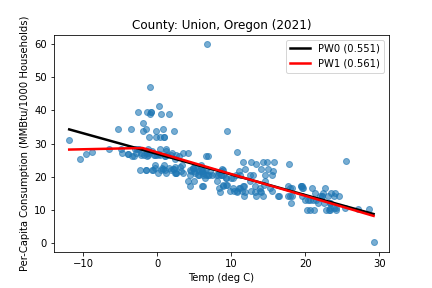 County: Union, Oregon (2021)
PW0 (0.551)
PW1 (0.561)
Per-Capita Consumption (MMBtu/1000 Households)
60
50
40
30
20
10
0
−10 0 10 20 30
Temp (deg C)